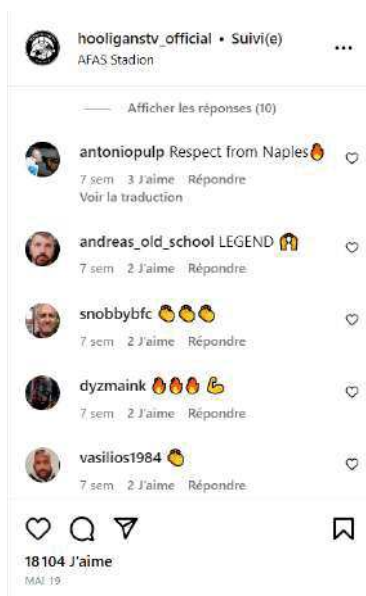 hooliganstv_official • Suivi(e)
AFAS Stadion
Afficher les réponses (10)
antoniopulp Respect from Naples🔥
7 sem 3 J'aime Répondre
Voir la traduction
andreas_old_school LEGEND 🙌
7 sem 2 J'aime Répondre
snobbybfc 👏👏👏
7 sem 2 J'aime Répondre
dyzmaink 🔥🔥🔥 💪
7 sem 2 J'aime Répondre
vasilios1984 👏
7 sem 2 J'aime Répondre
18 104 J'aime
MAI 19